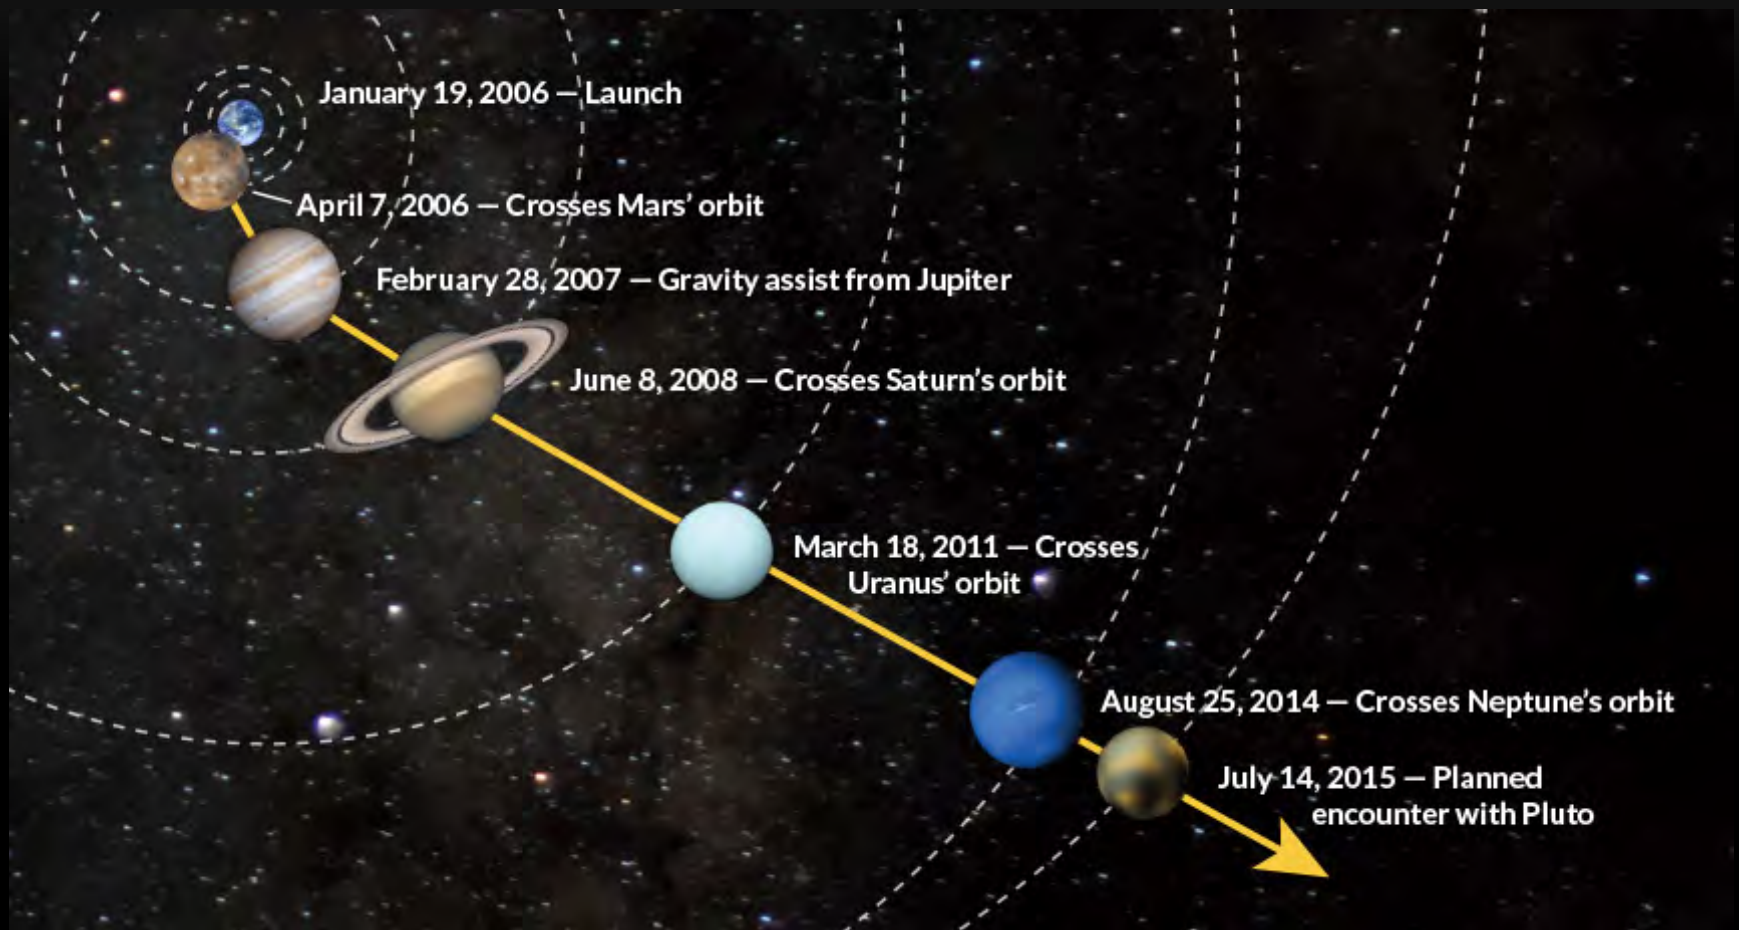 January 19, 2006 — Launch
April 7, 2006 — Crosses Mars’ orbit
February 28, 2007 — Gravity assist from Jupiter
June 8, 2008 — Crosses Saturn’s orbit
March 18, 2011 — Crosses
Uranus’ orbit
August 25, 2014 — Crosses Neptune’s orbit
July 14, 2015 — Planned
encounter with Pluto